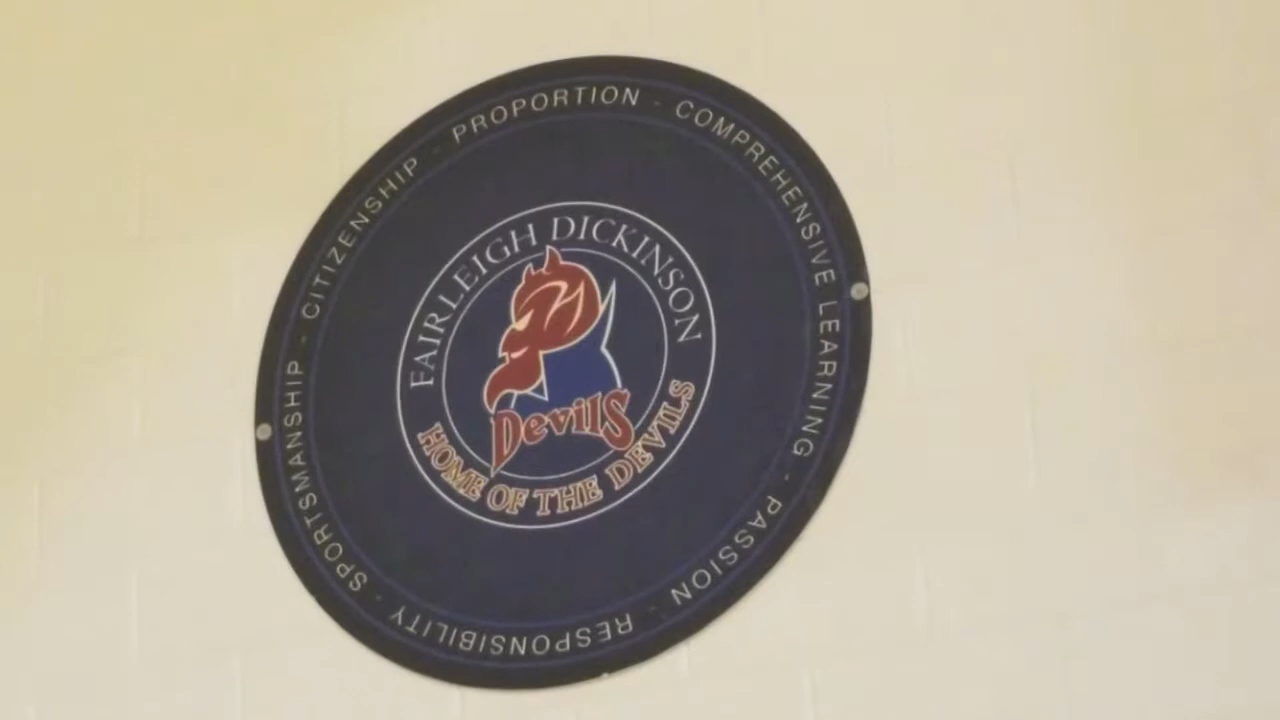 PROPORTION - COMPREHENSIVE LEARNING - PASSION - RESPONSIBILITY - SPORTSMANSHIP - CITIZENSHIP -
FAIRLEIGH DICKINSON
Devils
HOME OF THE DEVILS